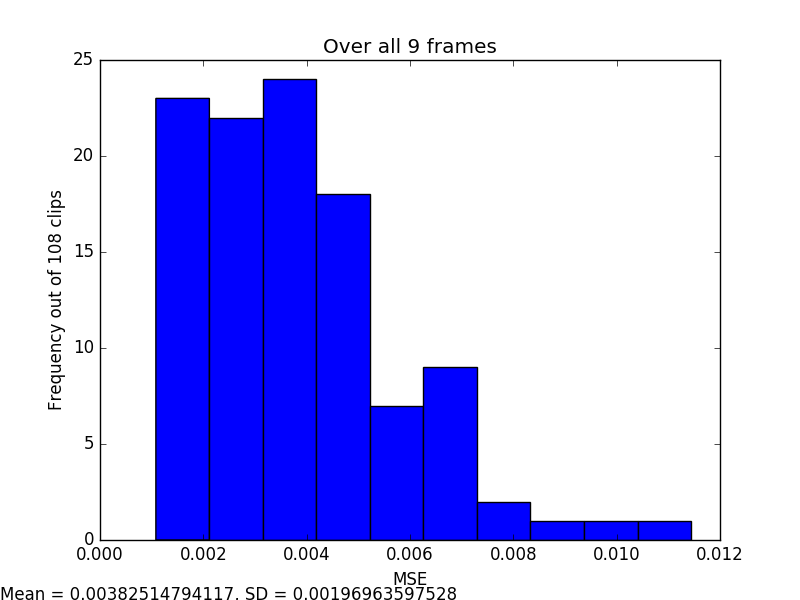 Over all 9 frames
25
20
15
10
5
0
Frequency out of 108 clips
0.000 0.002 0.004 0.006 0.008 0.010 0.012
MSE
Mean = 0.00382514794117. SD = 0.00196963597528